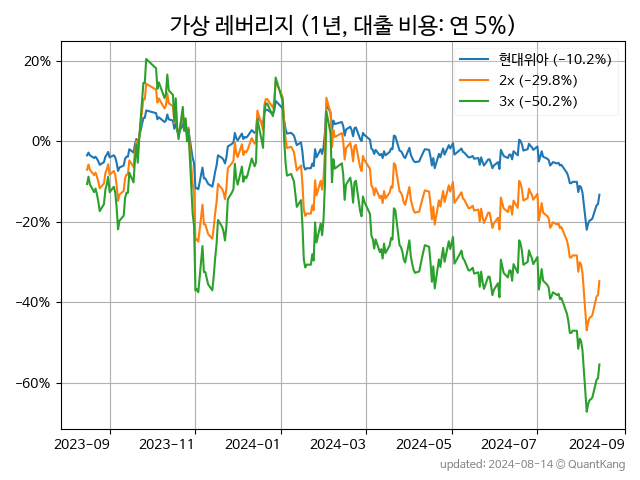 가상 레버리지 (1년, 대출 비용: 연 5%)
현대위아 (−10.2%)
2x (−29.8%)
3x (−50.2%)
20%
0%
−20%
−40%
−60%
2023-09 2023-11 2024-01 2024-03 2024-05 2024-07 2024-09
updated: 2024-08-14 @ QuantKang